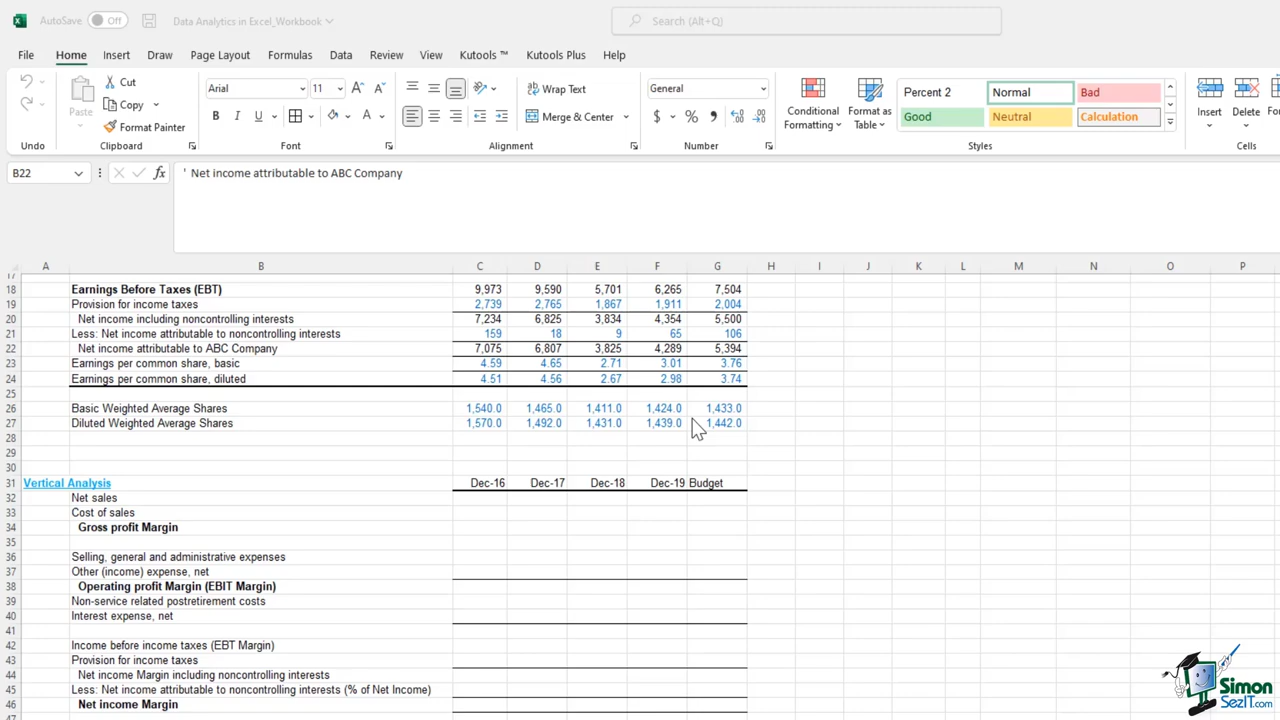 AutoSave Off Data Analytics in Excel_Workbook Search (Alt+Q)
File Home Insert Draw Page Layout Formulas Data Review View Kutools ™ Kutools Plus Help
Paste Cut Copy Format Painter
Arial 11
B I U
Wrap Text
Merge & Center
General
$ %
Conditional Formatting
Format as Table
Percent 2 Normal Bad
Good Neutral Calculation
Insert Delete
Undo Clipboard Font Alignment Number Styles Cells
B22 fx ' Net income attributable to ABC Company
A B C D E F G H I J K L M N O P
17
18 Earnings Before Taxes (EBT) 9,973 9,590 5,701 6,265 7,504
19 Provision for income taxes 2,739 2,765 1,867 1,911 2,004
20 Net income including noncontrolling interests 7,234 6,825 3,834 4,354 5,500
21 Less: Net income attributable to noncontrolling interests 159 18 9 65 106
22 Net income attributable to ABC Company 7,075 6,807 3,825 4,289 5,394
23 Earnings per common share, basic 4.59 4.65 2.71 3.01 3.76
24 Earnings per common share, diluted 4.51 4.56 2.67 2.98 3.74
25
26 Basic Weighted Average Shares 1,540.0 1,465.0 1,411.0 1,424.0 1,433.0
27 Diluted Weighted Average Shares 1,570.0 1,492.0 1,431.0 1,439.0 1,442.0
28
29
30
31 Vertical Analysis Dec-16 Dec-17 Dec-18 Dec-19 Budget
32 Net sales
33 Cost of sales
34 Gross profit Margin
35
36 Selling, general and administrative expenses
37 Other (income) expense, net
38 Operating profit Margin (EBIT Margin)
39 Non-service related postretirement costs
40 Interest expense, net
41
42 Income before income taxes (EBT Margin)
43 Provision for income taxes
44 Net income Margin including noncontrolling interests
45 Less: Net income attributable to noncontrolling interests (% of Net Income)
46 Net income Margin
47
Simon
SezIT.com